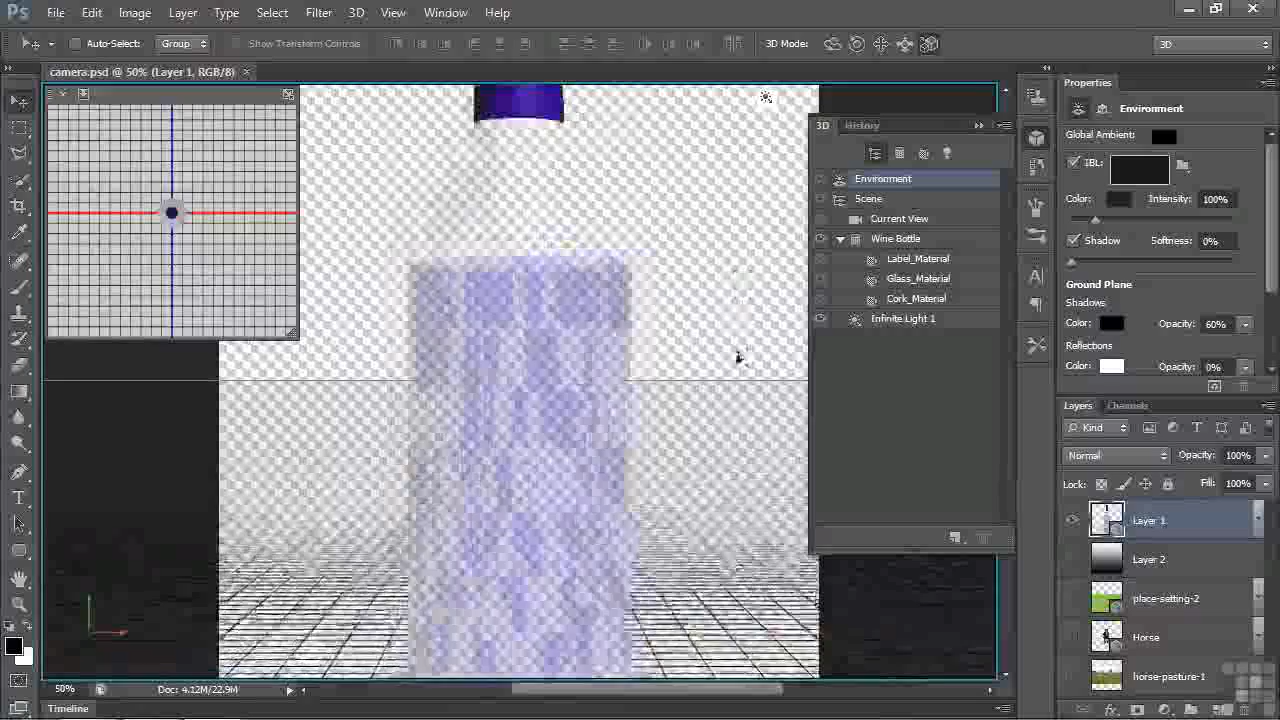 Ps File Edit Image Layer Type Select Filter 3D View Window Help
Auto-Select: Group Show Transform Controls 3D Mode: 3D
camera.psd @ 50% (Layer 1, RGB/8) ×
3D History
Environment
Scene
Current View
Wine Bottle
Label_Material
Glass_Material
Cork_Material
Infinite Light 1
Properties
Environment
Global Ambient:
IBL:
Color: Intensity: 100%
Shadow Softness: 0%
Ground Plane
Shadows
Color: Opacity: 60%
Reflections
Color: Opacity: 0%
Layers Channels
Kind
Normal Opacity: 100%
Lock: Fill: 100%
Layer 1
Layer 2
place-setting-2
Horse
horse-pasture-1
50% Doc: 4.12M/22.9M
Timeline